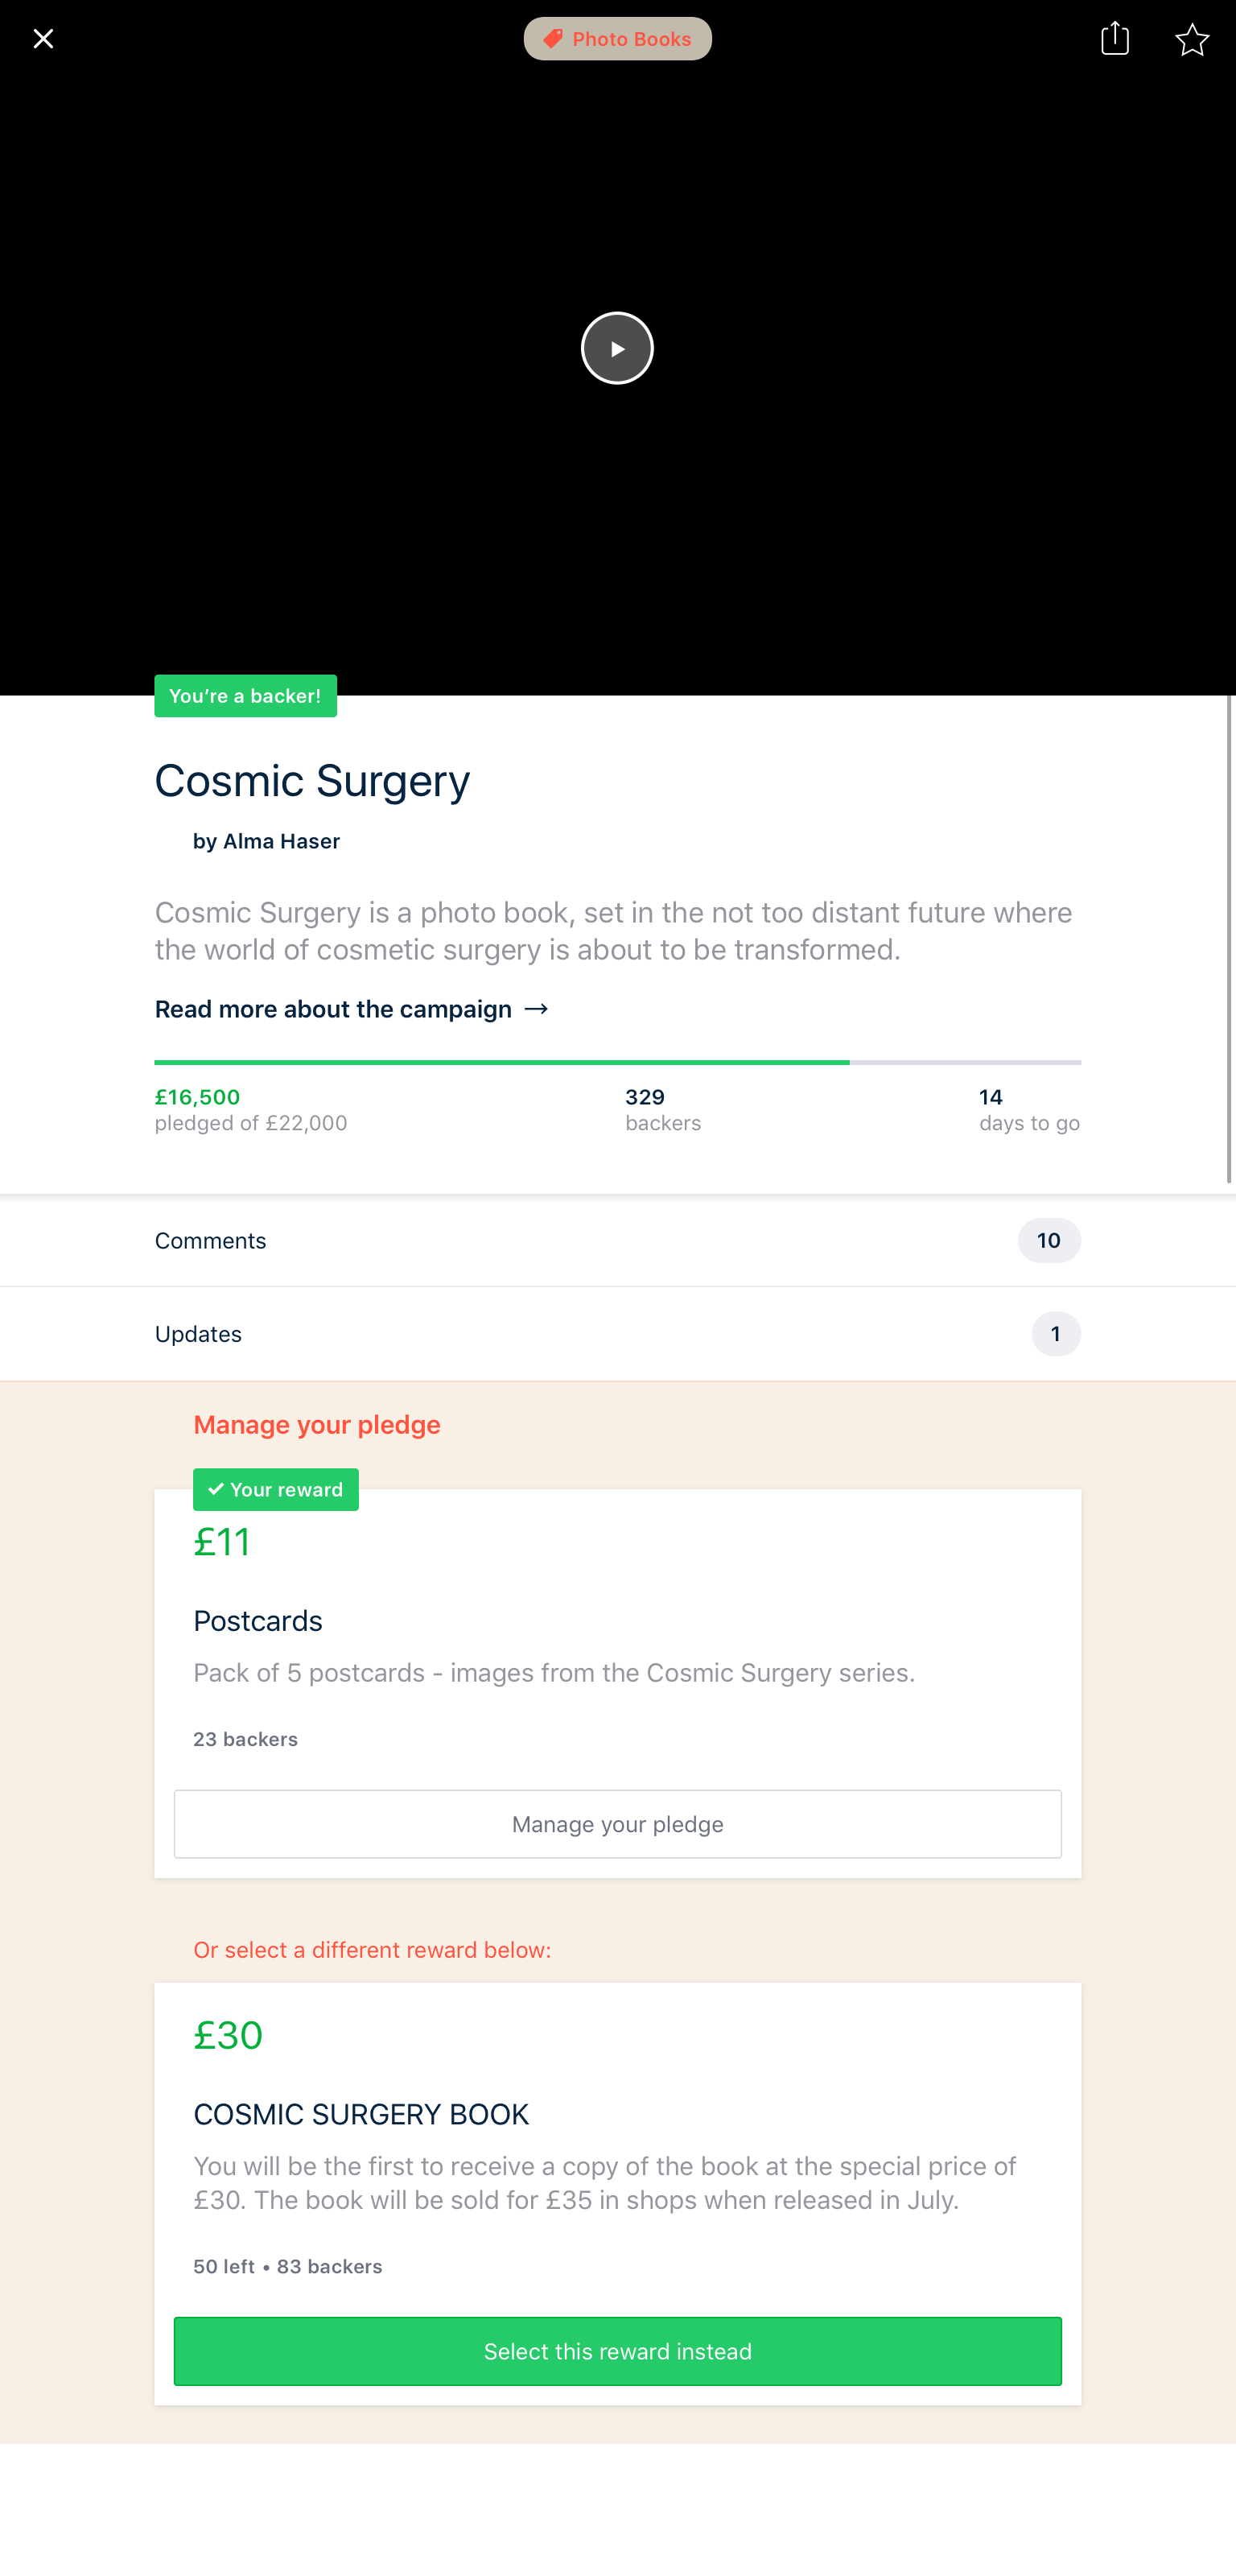 Photo Books
You’re a backer!
Cosmic Surgery
by Alma Haser
Cosmic Surgery is a photo book, set in the not too distant future where
the world of cosmetic surgery is about to be transformed.
Read more about the campaign →
£16,500
pledged of £22,000
329
backers
14
days to go
Comments
10
Updates
1
Manage your pledge
Your reward
£11
Postcards
Pack of 5 postcards - images from the Cosmic Surgery series.
23 backers
Manage your pledge
Or select a different reward below:
£30
COSMIC SURGERY BOOK
You will be the first to receive a copy of the book at the special price of
£30. The book will be sold for £35 in shops when released in July.
50 left • 83 backers
Select this reward instead